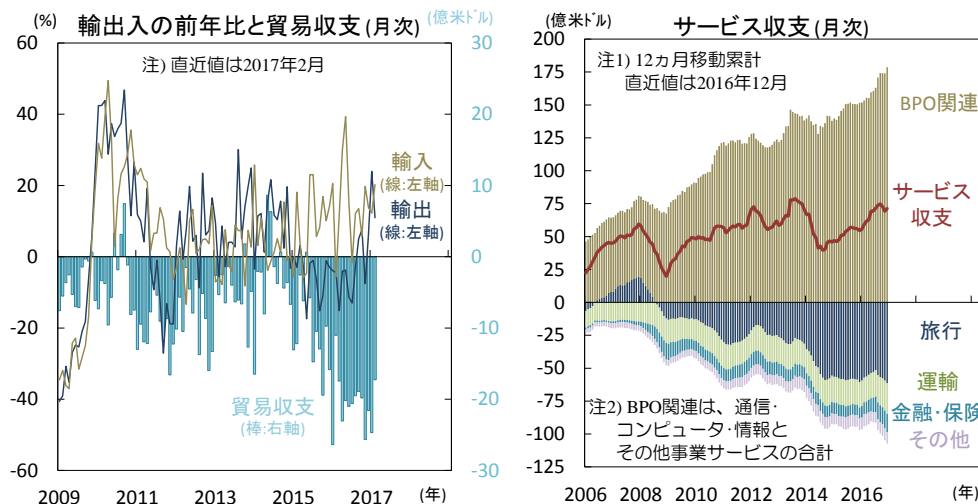 輸出入の前年比と貿易収支(月次)
(%)
(億米ドル)
60
40
20
0
-20
-40
-60
30
20
10
0
-10
-20
-30
注) 直近値は2017年2月
輸入
(線:左軸)
輸出
(線:左軸)
貿易収支
(棒:右軸)
2009 2011 2013 2015 2017 (年)
サービス収支(月次)
(億米ドル)
200
175
150
125
100
75
50
25
0
-25
-50
-75
-100
-125
注1) 12ヵ月移動累計
直近値は2016年12月
BPO関連
サービス
収支
旅行
運輸
金融・保険
その他
注2) BPO関連は、通信・
コンピュータ・情報と
その他事業サービスの合計
2006 2008 2010 2012 2014 2016 (年)